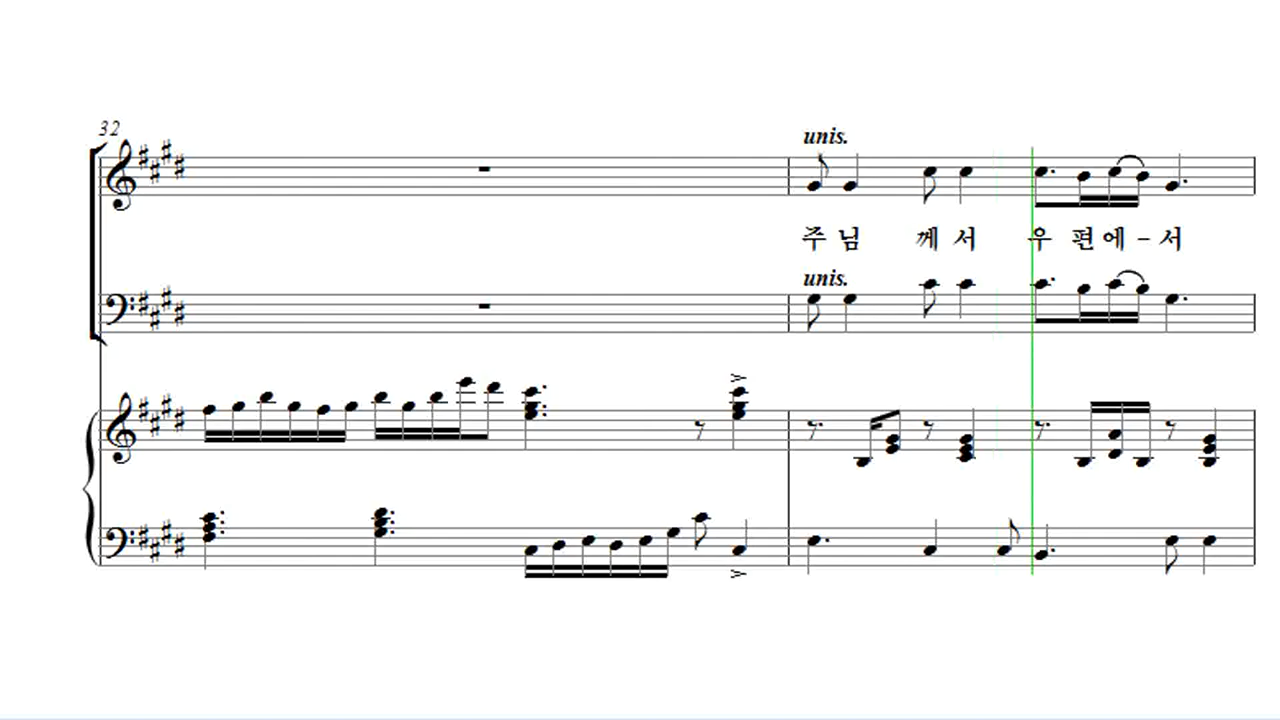 32
unis.
주 님 께 서 우 편 에 - 서
unis.